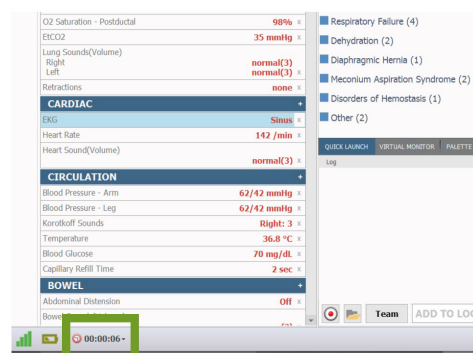 O2 Saturation - Postductal 98% x
EtCO2 35 mmHg x
Lung Sounds(Volume)
Right normal(3)
Left normal(3) x
Retractions none x
CARDIAC +
EKG Sinus x
Heart Rate 142 /min x
Heart Sound(Volume)
normal(3) x
CIRCULATION +
Blood Pressure - Arm 62/42 mmHg x
Blood Pressure - Leg 62/42 mmHg x
Korotkoff Sounds Right: 3 x
Temperature 36.8 °C x
Blood Glucose 70 mg/dL x
Capillary Refill Time 2 sec x
BOWEL +
Abdominal Distension Off x
00:00:06
Respiratory Failure (4)
Dehydration (2)
Diaphragmic Hernia (1)
Meconium Aspiration Syndrome (2)
Disorders of Hemostasis (1)
Other (2)
QUICK LAUNCH VIRTUAL MONITOR PALETTE
Log
Team ADD TO LOG